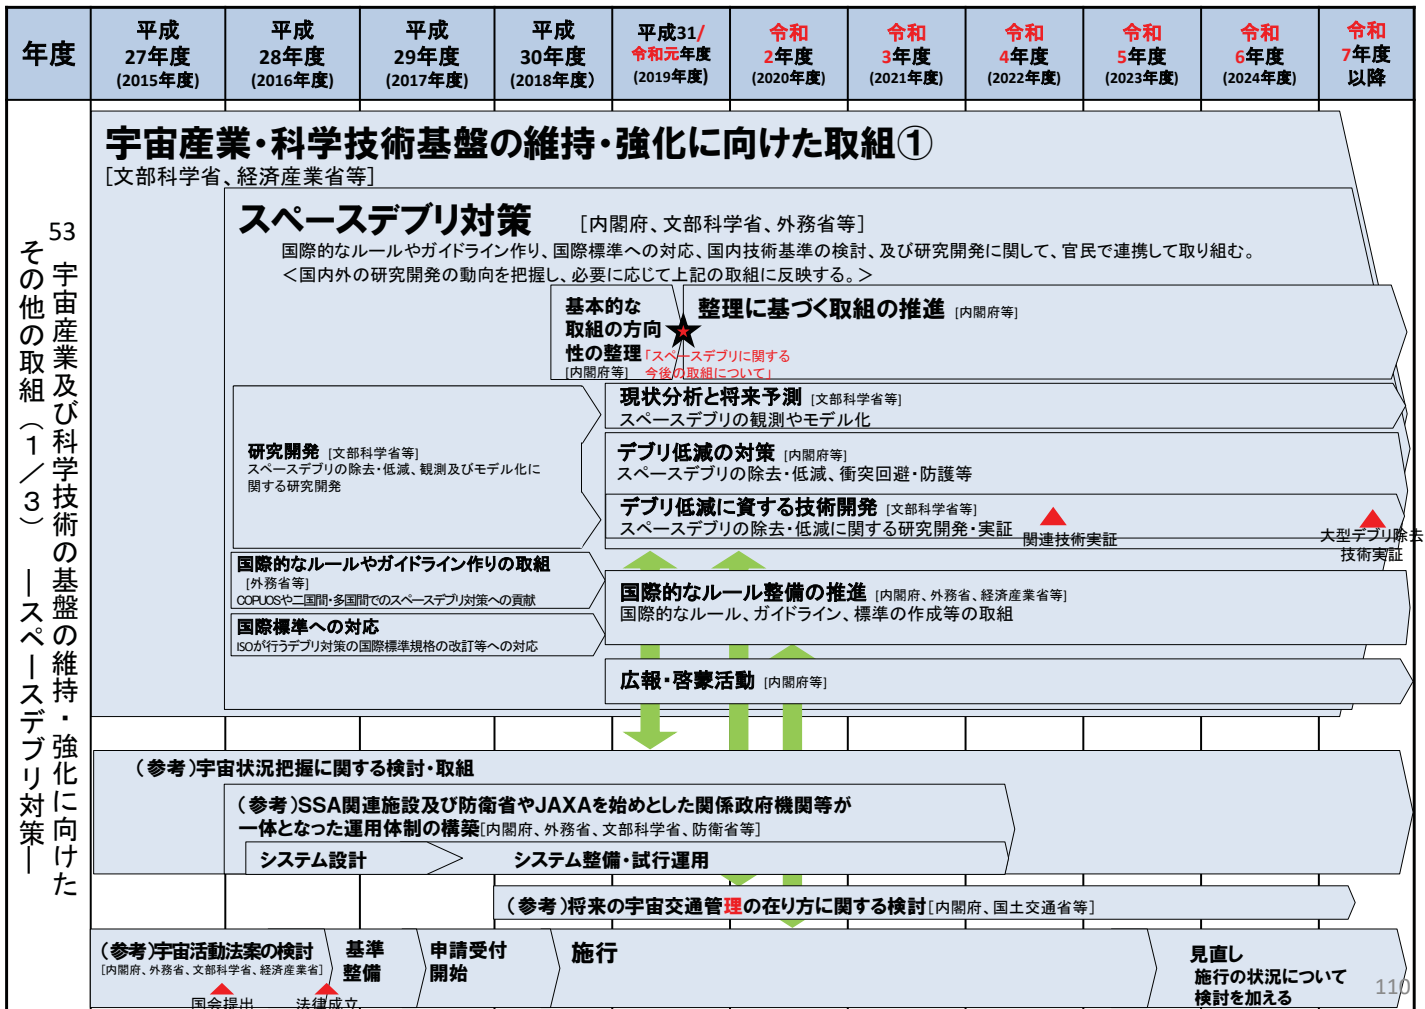 年度
平成
27年度
(2015年度)
平成
28年度
(2016年度)
平成
29年度
(2017年度)
平成
30年度
(2018年度)
平成31/
令和元年度
(2019年度)
令和
2年度
(2020年度)
令和
3年度
(2021年度)
令和
4年度
(2022年度)
令和
5年度
(2023年度)
令和
6年度
(2024年度)
令和
7年度
以降
53 宇宙産業及び科学技術の基盤の維持・強化に向けた
その他の取組（1／3） ―スペースデブリ対策―
宇宙産業・科学技術基盤の維持・強化に向けた取組①
[文部科学省、経済産業省等]
スペースデブリ対策 [内閣府、文部科学省、外務省等]
国際的なルールやガイドライン作り、国際標準への対応、国内技術基準の検討、及び研究開発に関して、官民で連携して取り組む。
＜国内外の研究開発の動向を把握し、必要に応じて上記の取組に反映する。＞
基本的な
取組の方向
性の整理
[内閣府等]
「スペースデブリに関する
今後の取組について」
整理に基づく取組の推進 [内閣府等]
現状分析と将来予測 [文部科学省等]
スペースデブリの観測やモデル化
研究開発 [文部科学省等]
スペースデブリの除去・低減、観測及びモデル化に
関する研究開発
デブリ低減の対策 [内閣府等]
スペースデブリの除去・低減、衝突回避・防護等
デブリ低減に資する技術開発 [文部科学省等]
スペースデブリの除去・低減に関する研究開発・実証
関連技術実証
大型デブリ除去
技術実証
国際的なルールやガイドライン作りの取組
[外務省等]
COPUOSや二国間・多国間でのスペースデブリ対策への貢献
国際標準への対応
ISOが行うデブリ対策の国際標準規格の改訂等への対応
国際的なルール整備の推進 [内閣府、外務省、経済産業省等]
国際的なルール、ガイドライン、標準の作成等の取組
広報・啓蒙活動 [内閣府等]
（参考）宇宙状況把握に関する検討・取組
（参考）SSA関連施設及び防衛省やJAXAを始めとした関係政府機関等が
一体となった運用体制の構築[内閣府、外務省、文部科学省、防衛省等]
システム設計
システム整備・試行運用
（参考）将来の宇宙交通管理の在り方に関する検討[内閣府、国土交通省等]
（参考）宇宙活動法案の検討
[内閣府、外務省、文部科学省、経済産業省]
国会提出
法律成立
基準
整備
申請受付
開始
施行
見直し
施行の状況について
検討を加える
110